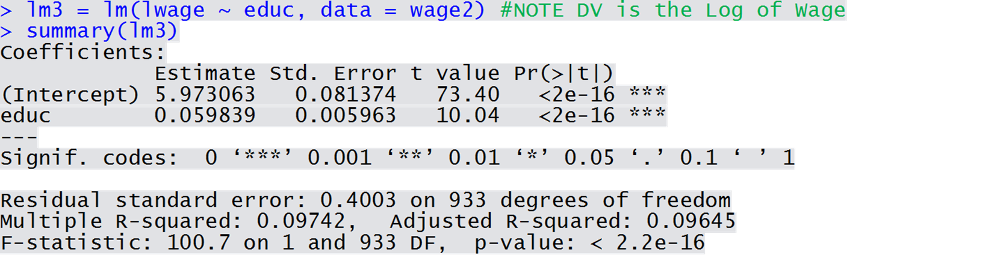 > lm3 = lm(lwage ~ educ, data = wage2) #NOTE DV is the Log of Wage
> summary(lm3)
Coefficients:
Estimate Std. Error t value Pr(>|t|)
(Intercept) 5.973063 0.081374 73.40 <2e-16 ***
educ 0.059839 0.005963 10.04 <2e-16 ***
---
Signif. codes: 0 ‘***’ 0.001 ‘**’ 0.01 ‘*’ 0.05 ‘.’ 0.1 ‘ ’ 1
Residual standard error: 0.4003 on 933 degrees of freedom
Multiple R-squared: 0.09742, Adjusted R-squared: 0.09645
F-statistic: 100.7 on 1 and 933 DF, p-value: < 2.2e-16